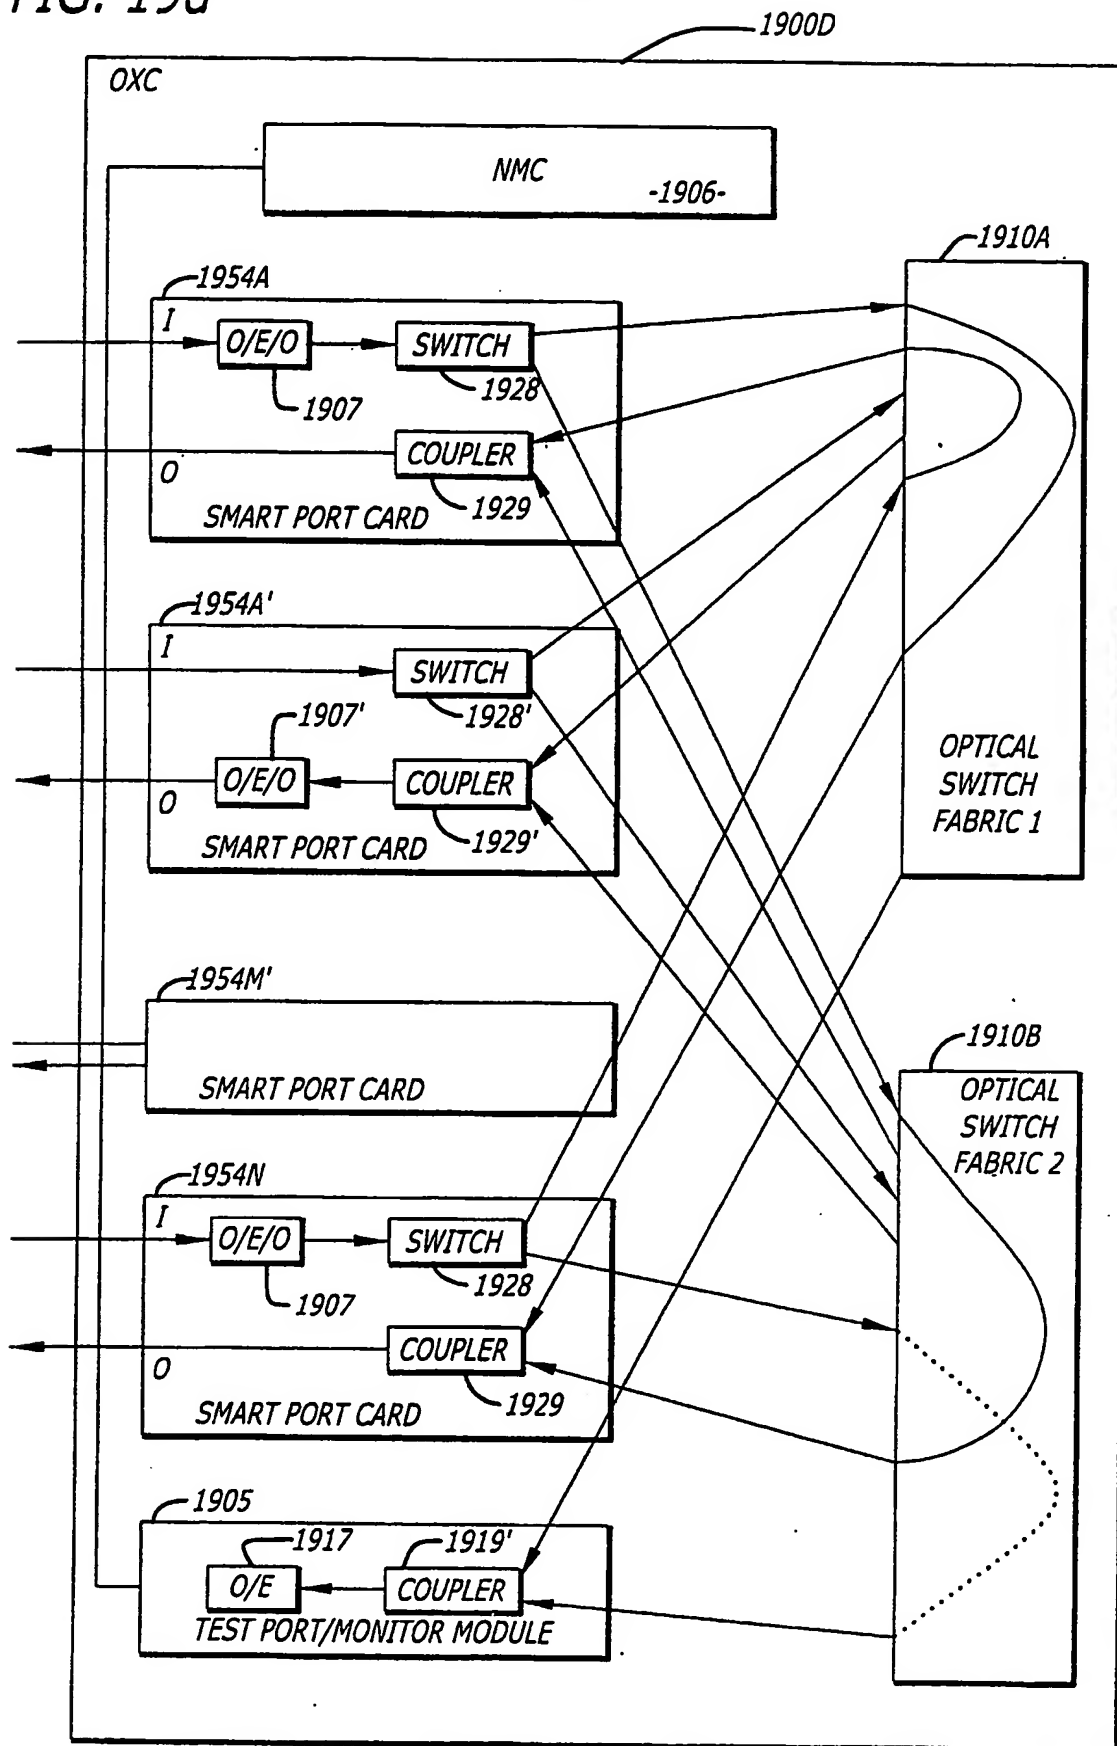 FIG. 19d
1900D
OXC
NMC
-1906-
1910A
1954A
I
O/E/O
SWITCH
1928
1907
COUPLER
O
1929
SMART PORT CARD
1954A'
I
SWITCH
1907'
1928'
OPTICAL
SWITCH
FABRIC 1
O/E/O
COUPLER
O
1929'
SMART PORT CARD
1954M'
SMART PORT CARD
1910B
OPTICAL
SWITCH
FABRIC 2
1954N
I
O/E/O
SWITCH
1928
1907
COUPLER
O
1929
SMART PORT CARD
1905
1917
1919'
O/E
COUPLER
TEST PORT/MONITOR MODULE